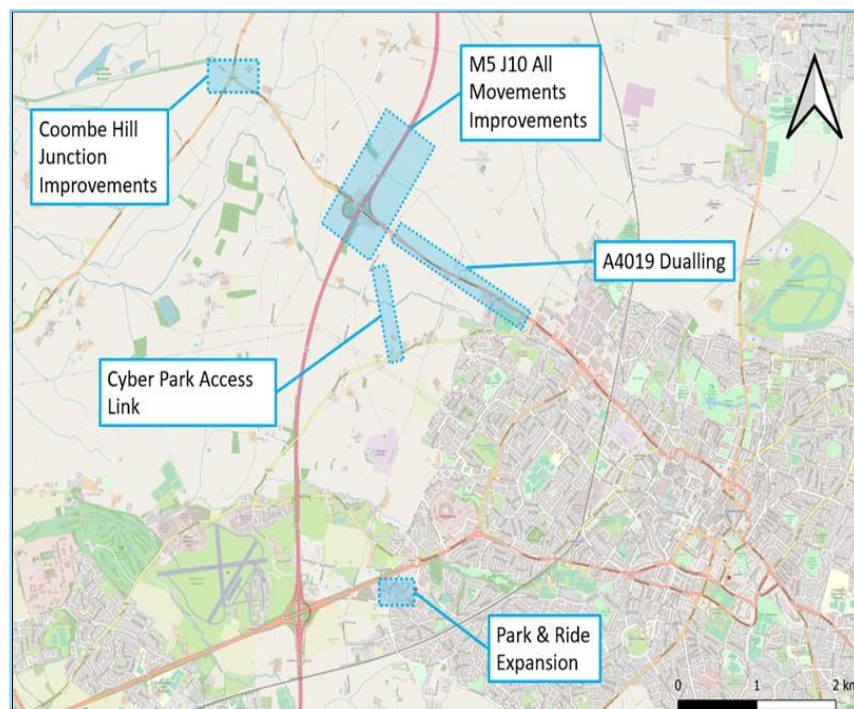 M5 J10 All
Movements
Improvements
Coombe Hill
Junction
Improvements
A4019 Dualling
Cyber Park Access
Link
Park & Ride
Expansion
0 1 2 km